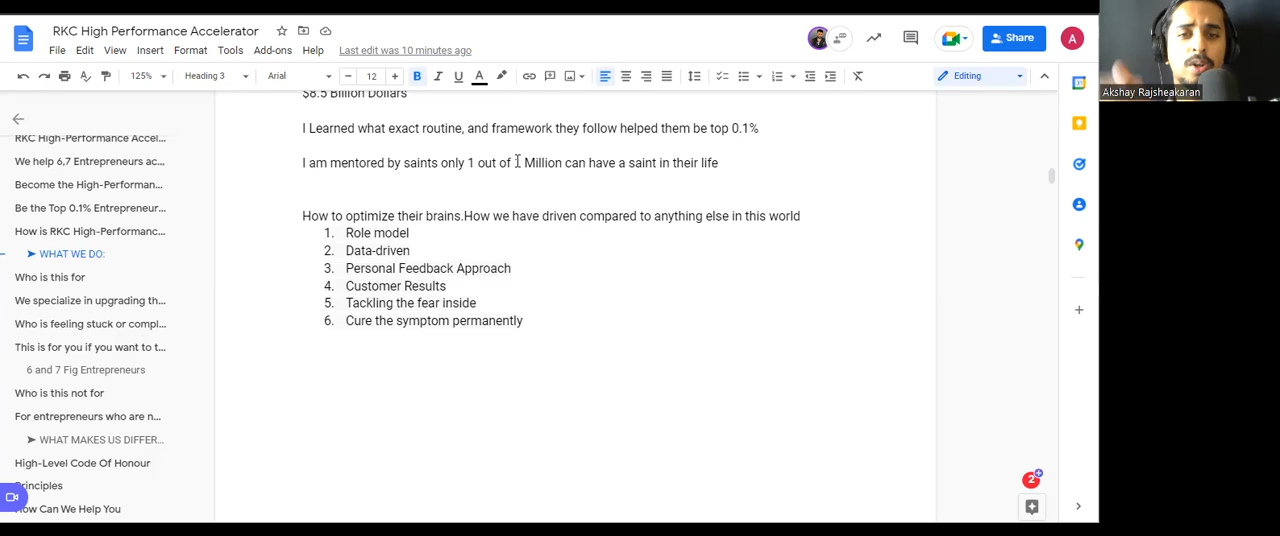 RKC High Performance Accelerator
File Edit View Insert Format Tools Add-ons Help Last edit was 10 minutes ago
Share
A
125% Heading 3 Arial 12 B I U A Editing
Akshay Rajsheakaran
RKC High-Performance Accel...
We help 6,7 Entrepreneurs ac...
Become the High-Performan...
Be the Top 0.1% Entrepreneur...
How is RKC High-Performanc...
➤ WHAT WE DO:
Who is this for
We specialize in upgrading th...
Who is feeling stuck or compl...
This is for you if you want to t...
6 and 7 Fig Entrepreneurs
Who is this not for
For entrepreneurs who are n...
➤ WHAT MAKES US DIFFER...
High-Level Code Of Honour
Principles
How Can We Help You
$8.5 Billion Dollars
I Learned what exact routine, and framework they follow helped them be top 0.1%
I am mentored by saints only 1 out of Million can have a saint in their life
How to optimize their brains.How we have driven compared to anything else in this world
1. Role model
2. Data-driven
3. Personal Feedback Approach
4. Customer Results
5. Tackling the fear inside
6. Cure the symptom permanently
2